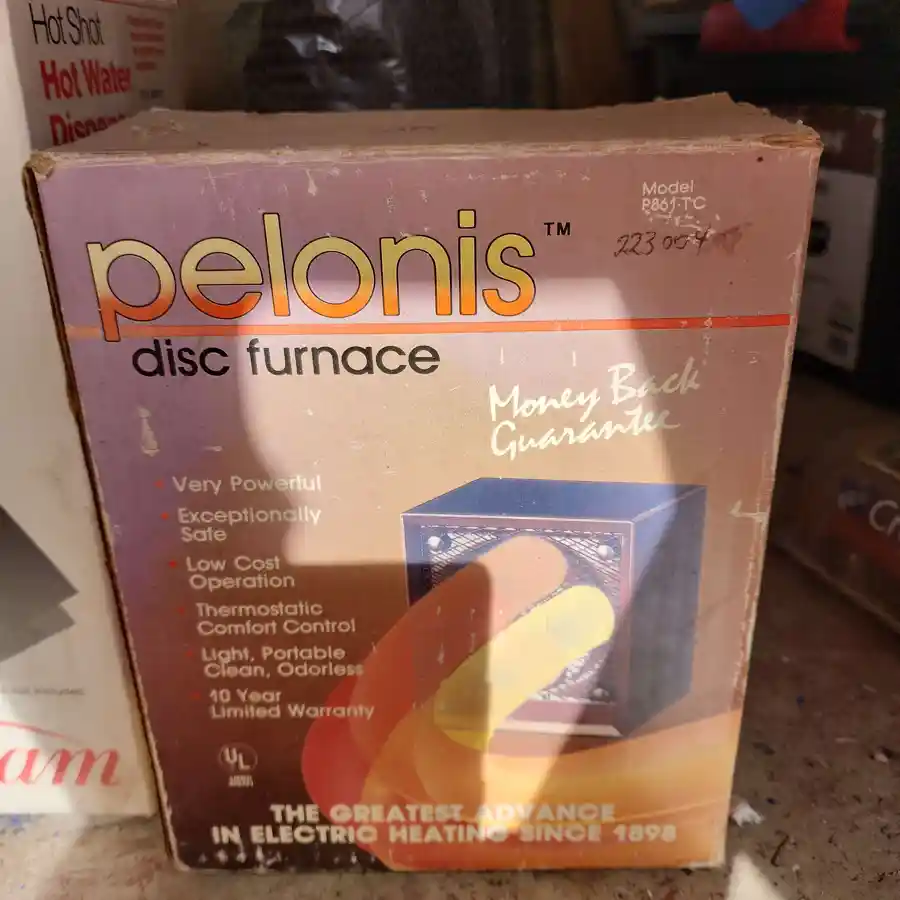 Hot Shot
Hot Water
pelonis™
disc furnace
Model
P861-TC
Money Back
Guarantee
Very Powerful
Exceptionally
Safe
Low Cost
Operation
Thermostatic
Comfort Control
Light, Portable
Clean, Odorless
10 Year
Limited Warranty
UL
THE GREATEST ADVANCE
IN ELECTRIC HEATING SINCE 1898
am